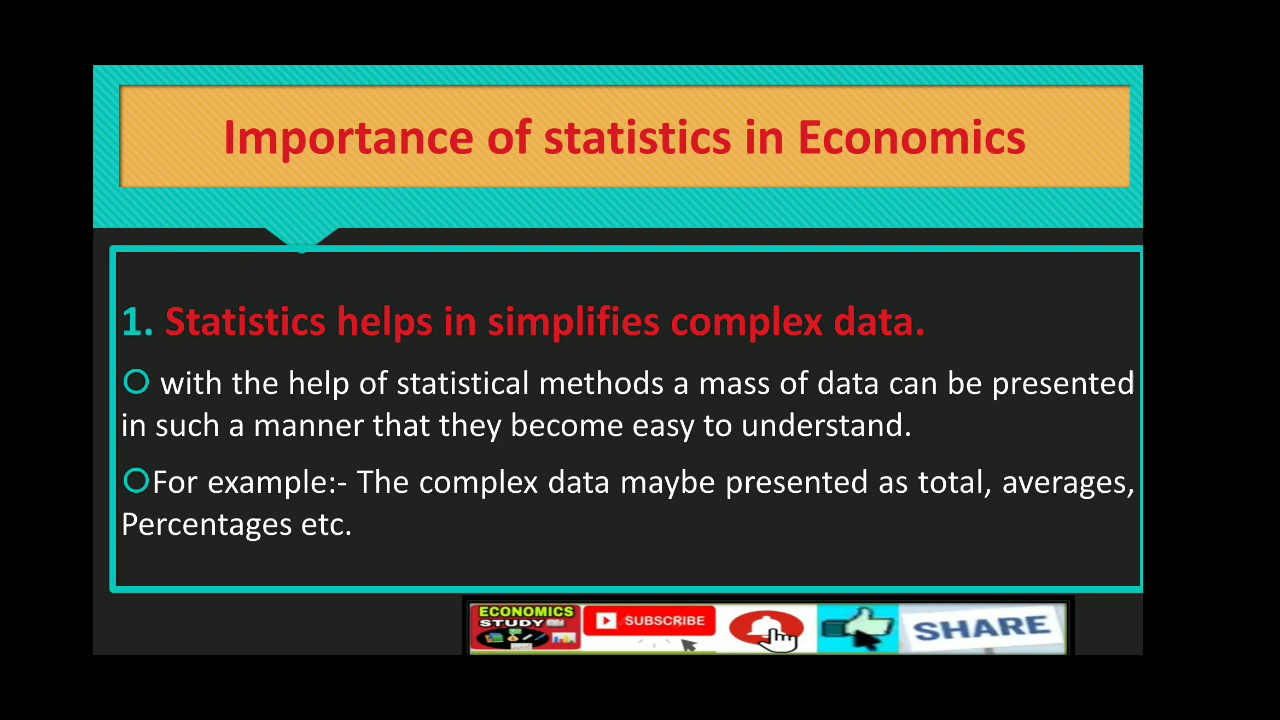 Importance of statistics in Economics
1. Statistics helps in simplifies complex data.
with the help of statistical methods a mass of data can be presented
in such a manner that they become easy to understand.
For example:- The complex data maybe presented as total, averages,
Percentages etc.
ECONOMICS
STUDY
SUBSCRIBE
SHARE